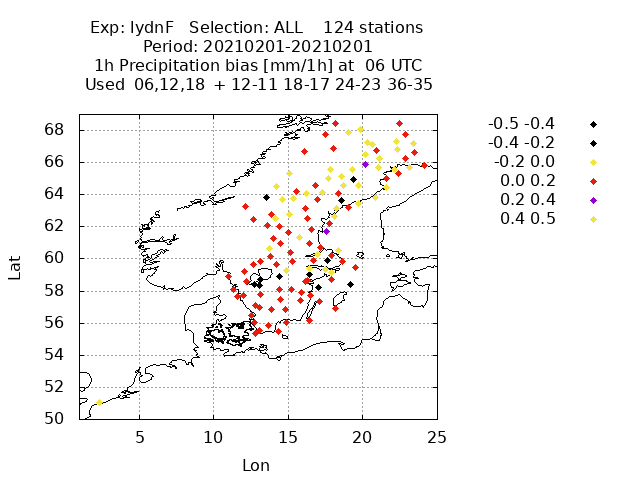 Exp: IydnF Selection: ALL 124 stations
Period: 20210201-20210201
1h Precipitation bias [mm/1h] at 06 UTC
Used 06,12,18 + 12-11 18-17 24-23 36-35
68
66
64
62
60
58
56
54
52
50
Lat
5 10 15 20 25
Lon
-0.5 -0.4
-0.4 -0.2
-0.2 0.0
0.0 0.2
0.2 0.4
0.4 0.5